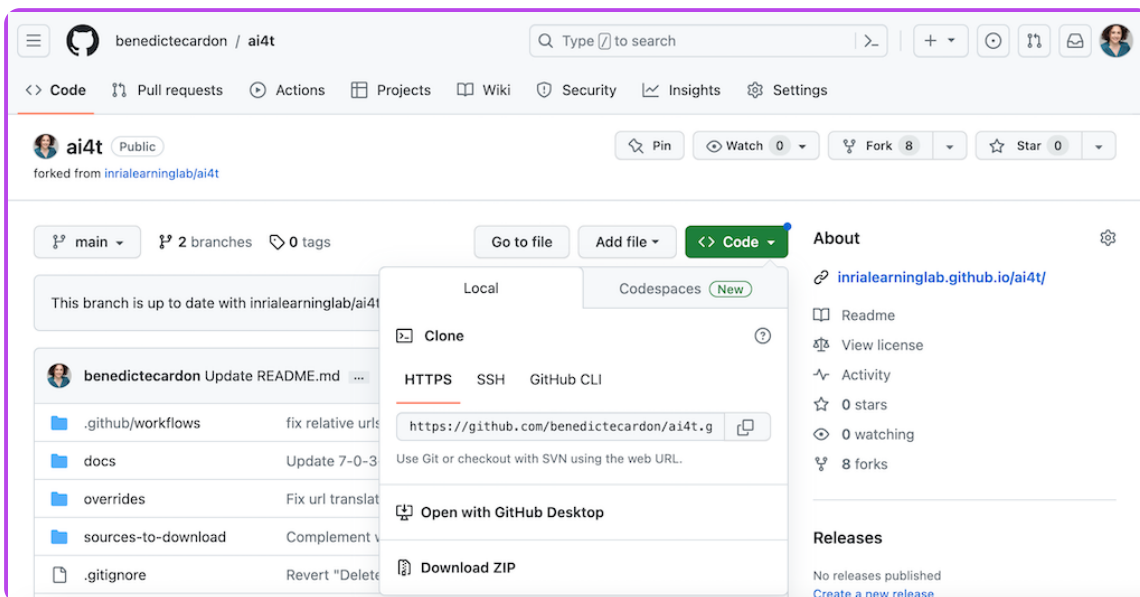 benedictecardon / ai4t
Type / to search
Code Pull requests Actions Projects Wiki Security Insights Settings
ai4t Public
Pin Watch 0 Fork 8 Star 0
forked from inrialearninglab/ai4t
main 2 branches 0 tags Go to file Add file Code
This branch is up to date with inrialearninglab/ai4t
benedictecardon Update README.md ...
.github/workflows fix relative urls
docs Update 7-0-3
overrides Fix url translat
sources-to-download Complement
.gitignore Revert "Delete
Local Codespaces New
Clone
HTTPS SSH GitHub CLI
https://github.com/benedictecardon/ai4t.g
Use Git or checkout with SVN using the web URL.
Open with GitHub Desktop
Download ZIP
About
inrialearninglab.github.io/ai4t/
Readme
View license
Activity
0 stars
0 watching
8 forks
Releases
No releases published
Create a new release